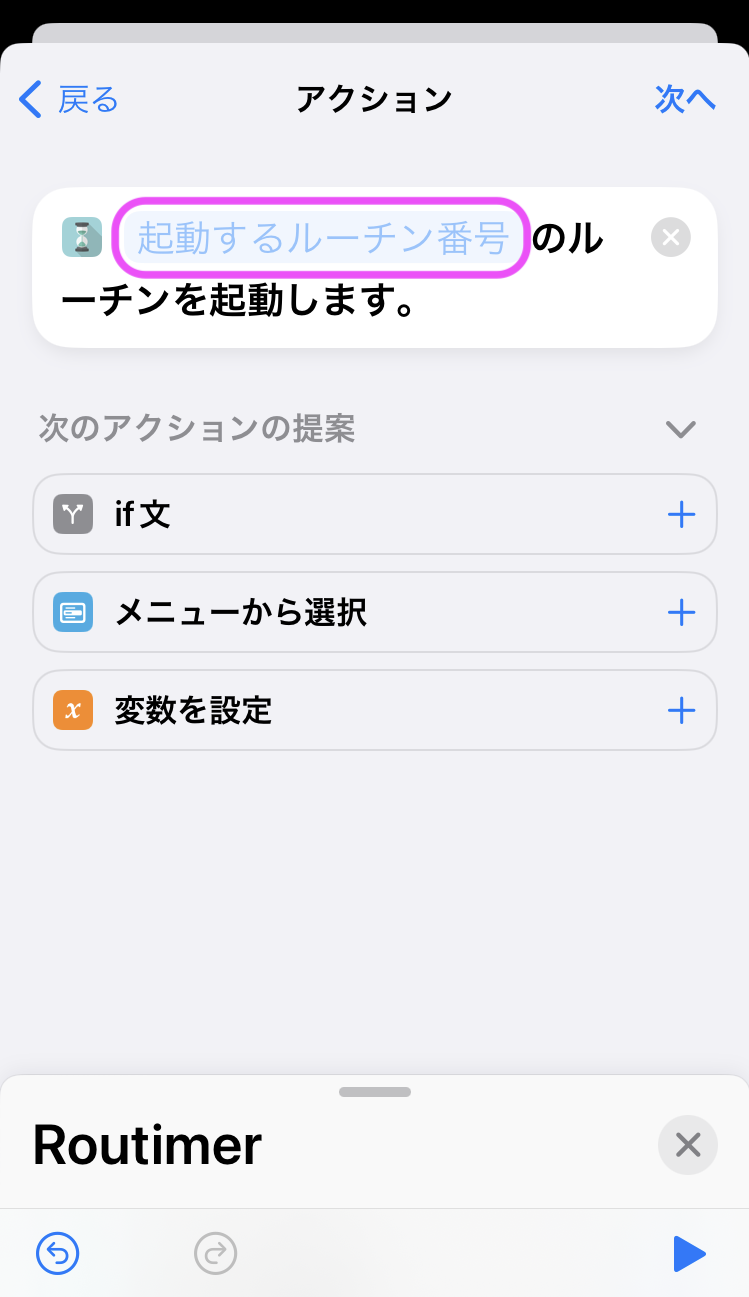 戻る アクション 次へ
起動するルーチン番号 のル
ーチンを起動します。
次のアクションの提案
if文
メニューから選択
x 変数を設定
Routimer